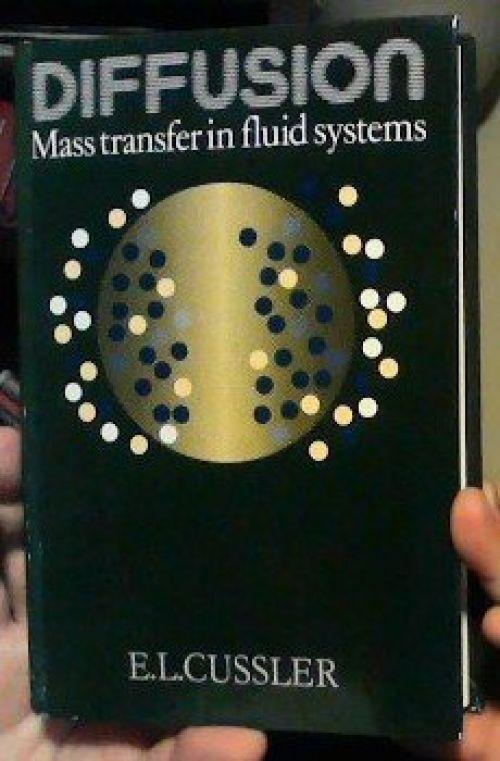 DIFFUSION
Mass transfer in fluid systems
E.L.CUSSLER